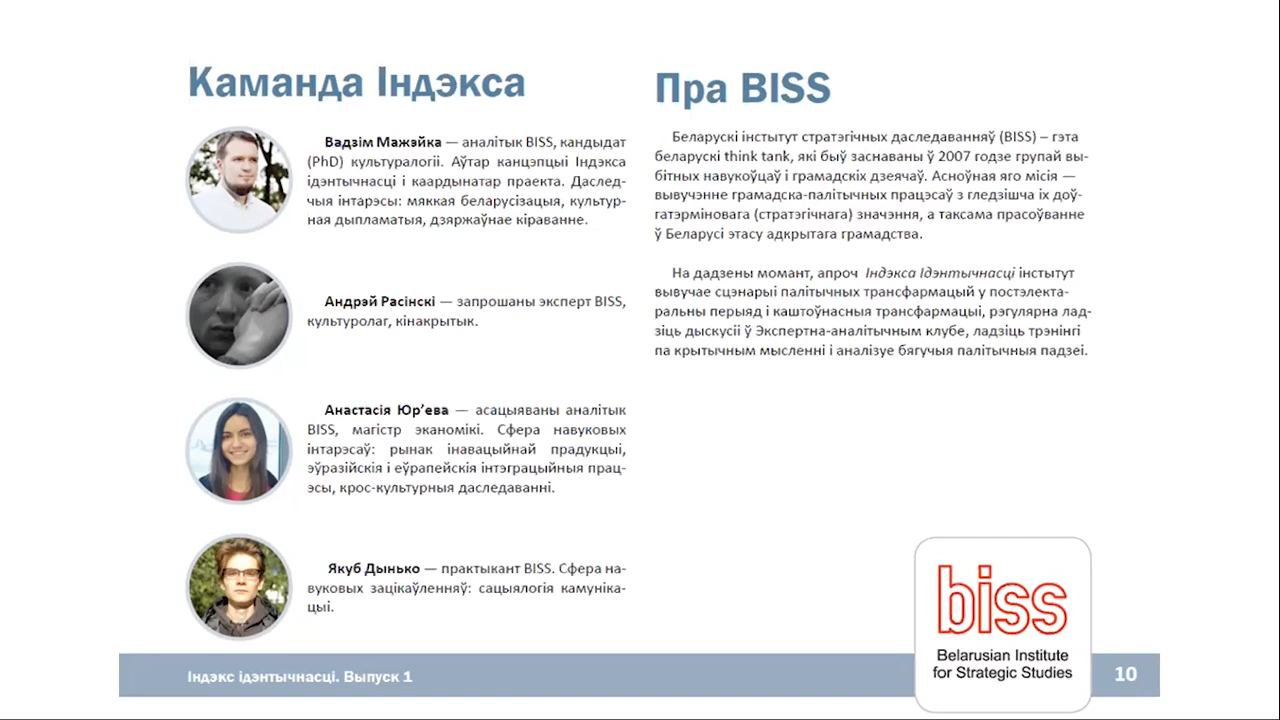 Каманда Індэкса
Вадзім Мажэйка — аналітык BISS, кандыдат
(PhD) культуралогіі. Аўтар канцэпцыі Індэкса
ідэнтычнасці і каардынатар праекта. Даслед-
чыя інтарэсы: мяккая беларусізацыя, культур-
ная дыпламатыя, дзяржаўнае кіраванне.
Андрэй Расінскі — запрошаны эксперт BISS,
культуролаг, кінакрытык.
Анастасія Юр’ева — асацыяваны аналітык
BISS, магістр эканомікі. Сфера навуковых
інтарэсаў: рынак інавацыйнай прадукцыі,
эўразійскія і еўрапейскія інтэграцыйныя прац-
эсы, крос-культурныя даследаванні.
Якуб Дынько — практыкант BISS. Сфера на-
вуковых зацікаўленняў: сацыялогія камуніка-
цыі.
Пра BISS
Беларускі інстытут стратэгічных даследаванняў (BISS) – гэта
беларускі think tank, які быў заснаваны ў 2007 годзе групай вы-
бітных навукоўцаў і грамадскіх дзеячаў. Асноўная яго місія —
вывучэнне грамадска-палітычных працэсаў з гледзішча іх доў-
гатэрміновага (стратэгічнага) значэння, а таксама прасоўванне
ў Беларусі этасу адкрытага грамадства.
На дадзены момант, апроч Індэкса Ідэнтычнасці інстытут
вывучае сцэнарыі палітычных трансфармацый у постэлекта-
ральны перыяд і каштоўнасныя трансфармацыі, рэгулярна лад-
зіць дыскусіі ў Экспертна-аналітычным клубе, ладзіць трэнінгі
па крытычным мысленні і аналізуе бягучыя палітычныя падзеі.
biss
Belarusian Institute
for Strategic Studies
Індэкс ідэнтычнасці. Выпуск 1
10